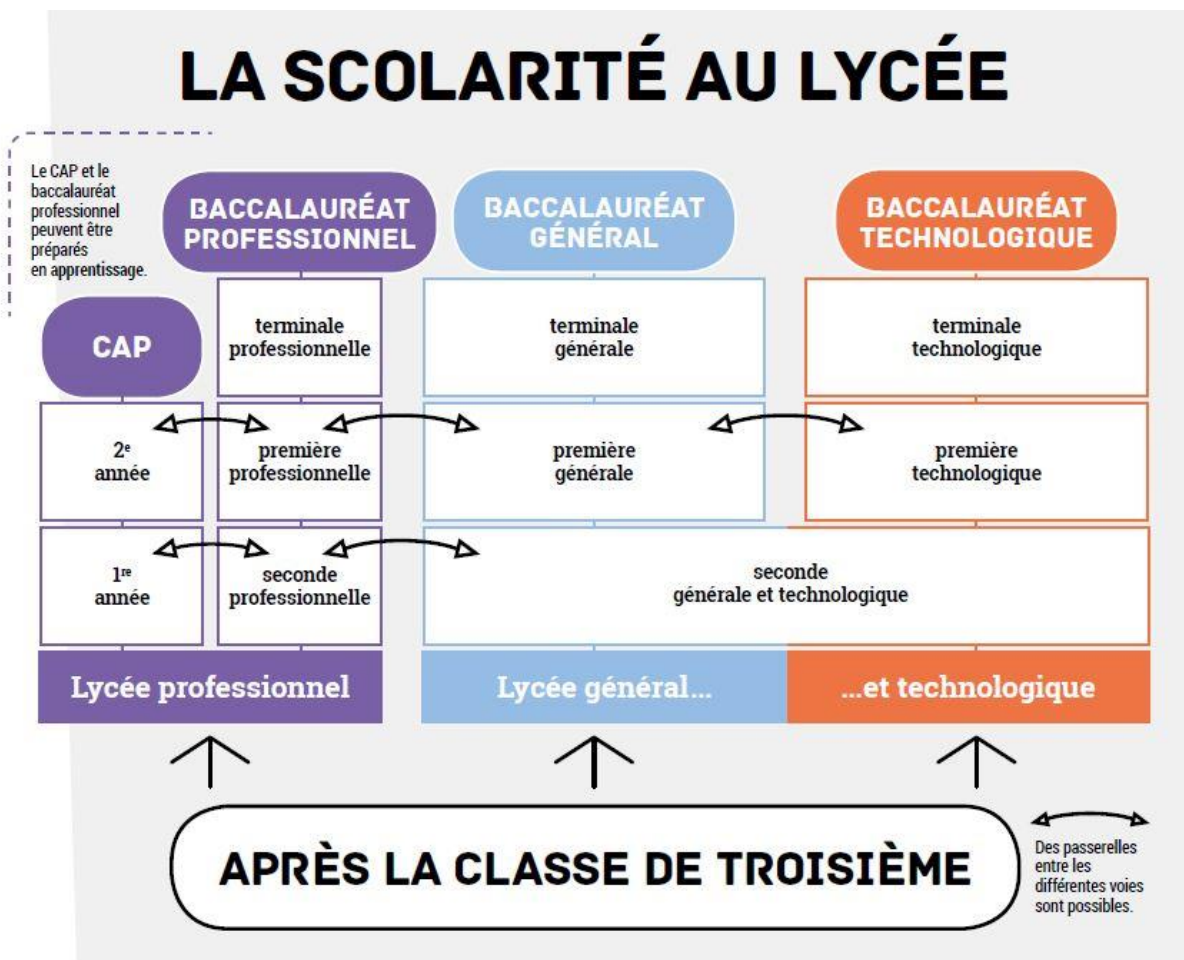 LA SCOLARITÉ AU LYCÉE
Le CAP et le
baccalauréat
professionnel
peuvent être
préparés
en apprentissage.
BACCALAURÉAT
PROFESSIONNEL
BACCALAURÉAT
GÉNÉRAL
BACCALAURÉAT
TECHNOLOGIQUE
CAP
terminale
professionnelle
terminale
générale
terminale
technologique
2e
année
première
professionnelle
première
générale
première
technologique
1re
année
seconde
professionnelle
seconde
générale et technologique
Lycée professionnel
Lycée général...
...et technologique
APRÈS LA CLASSE DE TROISIÈME
Des passerelles
entre les
différentes voies
sont possibles.